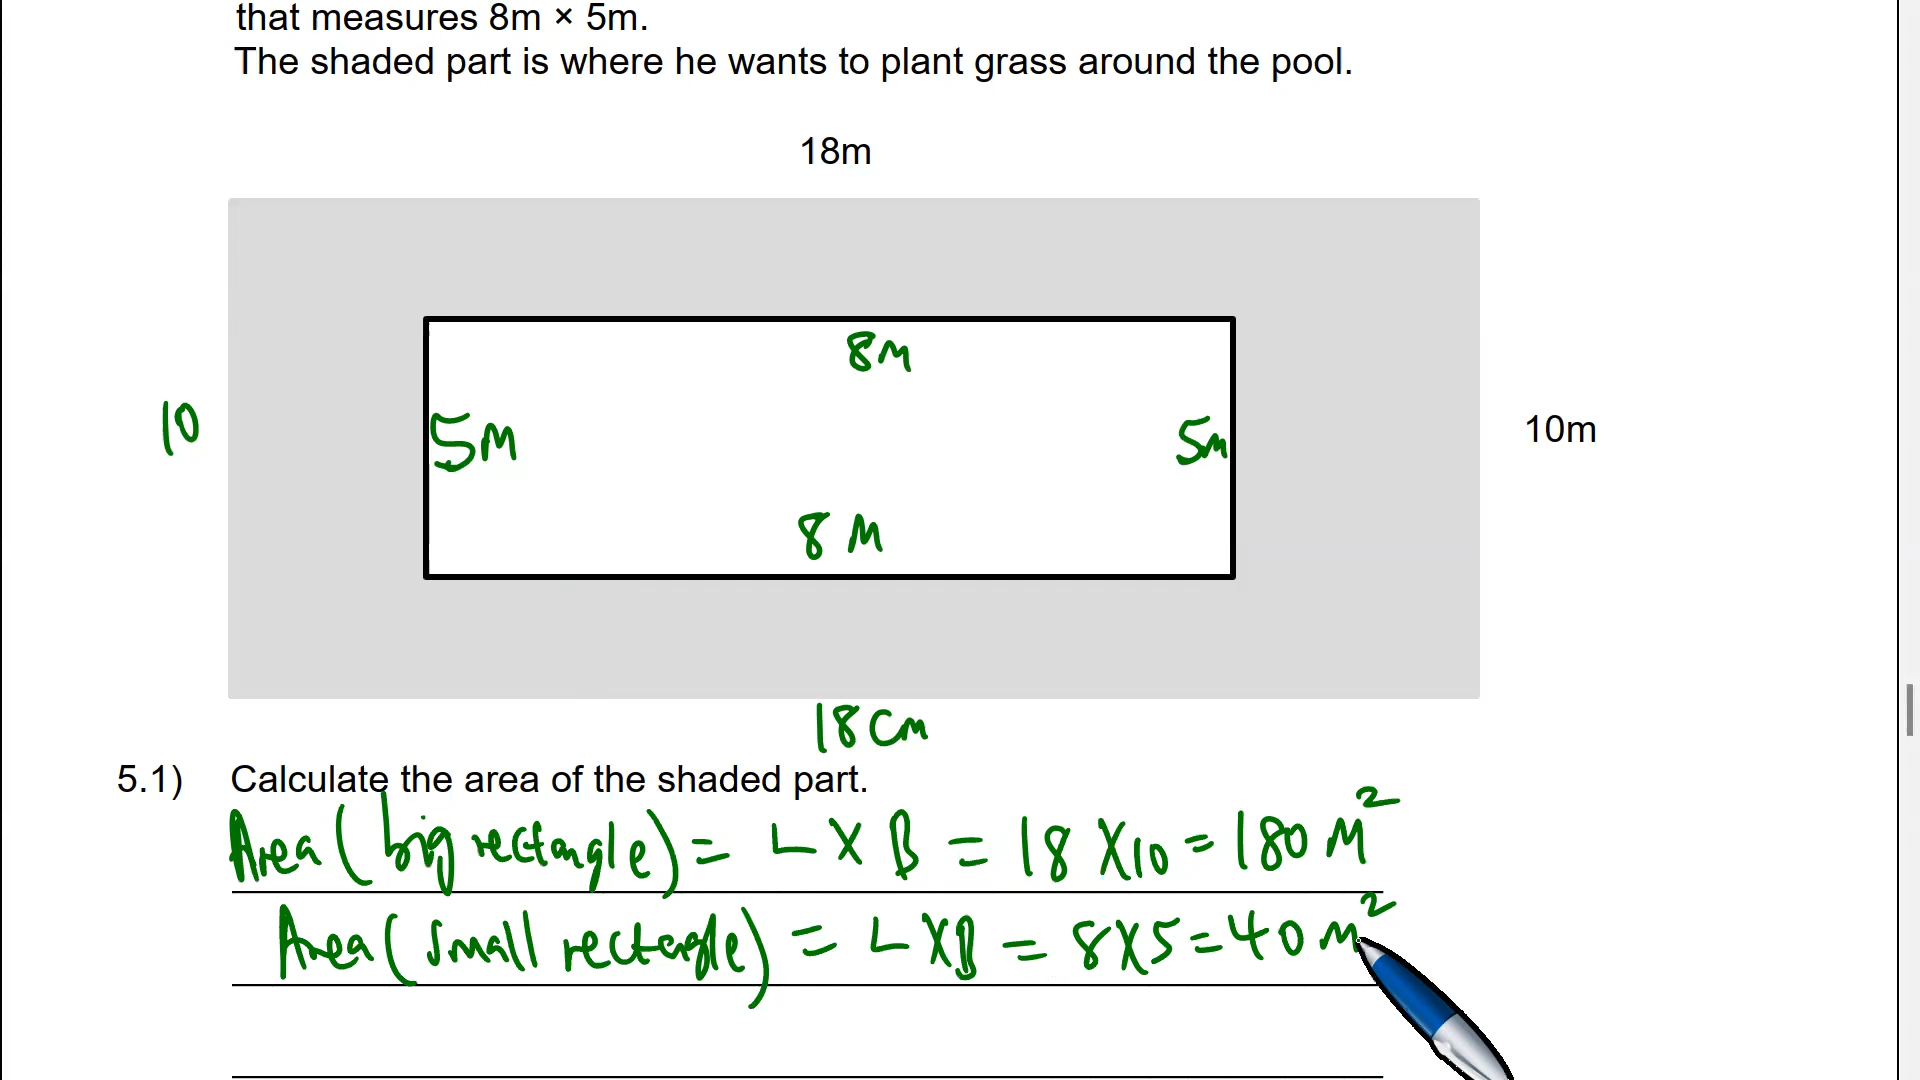 that measures 8m × 5m.
The shaded part is where he wants to plant grass around the pool.
18m
8m
10
5m
5m
10m
8m
18cm
5.1) Calculate the area of the shaded part.
Area (big rectangle) = L × B = 18 × 10 = 180 m²
Area (small rectangle) = L × B = 8 × 5 = 40 m²